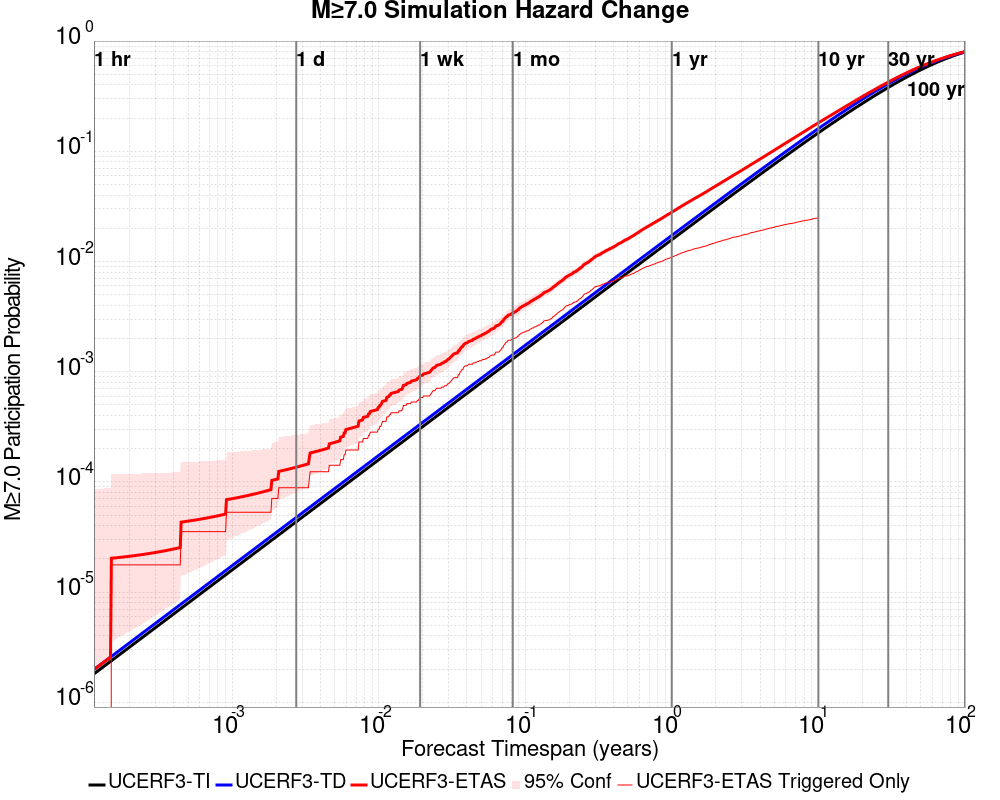 M≥7.0 Simulation Hazard Change
M≥7.0 Participation Probability
10^0
10^-1
10^-2
10^-3
10^-4
10^-5
10^-6
1 hr
1 d
1 wk
1 mo
1 yr
10 yr
30 yr
100 yr
10^-3
10^-2
10^-1
10^0
10^1
10^2
Forecast Timespan (years)
UCERF3-TI UCERF3-TD UCERF3-ETAS 95% Conf UCERF3-ETAS Triggered Only